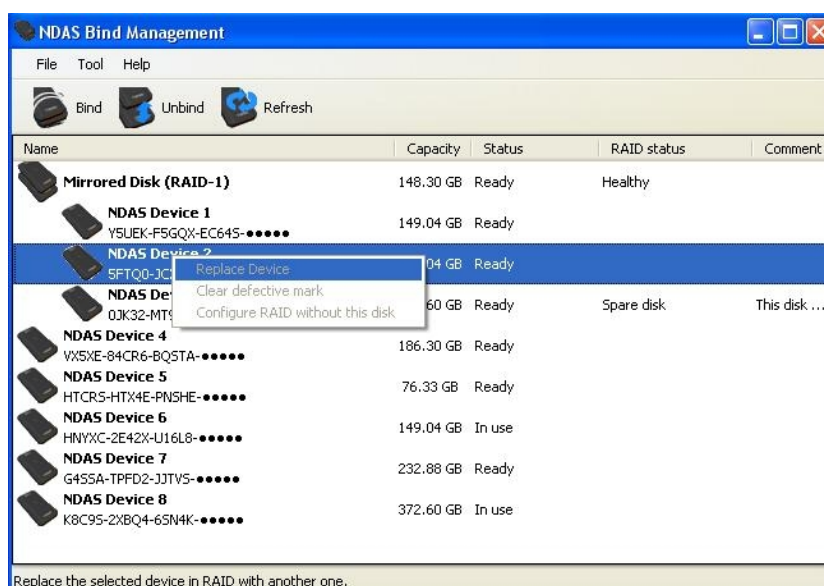 NDAS Bind Management
File Tool Help
Bind Unbind Refresh
Name Capacity Status RAID status Comment
Mirrored Disk (RAID-1) 148.30 GB Ready Healthy
NDAS Device 1
Y5UEK-F5GQX-EC64S-●●●●● 149.04 GB Ready
NDAS Device 2
Ready
Replace Device
Clear defective mark
Configure RAID without this disk
Ready Spare disk This disk ...
NDAS Device 4
VX5XE-84CR6-BQSTA-●●●●● 186.30 GB Ready
NDAS Device 5
HTCRS-HTX4E-PNSHE-●●●●● 76.33 GB Ready
NDAS Device 6
HNYXC-2E42X-U16L8-●●●●● 149.04 GB In use
NDAS Device 7
G4SSA-TPFD2-JJTVS-●●●●● 232.88 GB Ready
NDAS Device 8
K8C9S-2XBQ4-6SN4K-●●●●● 372.60 GB In use
Replace the selected device in RAID with another one.